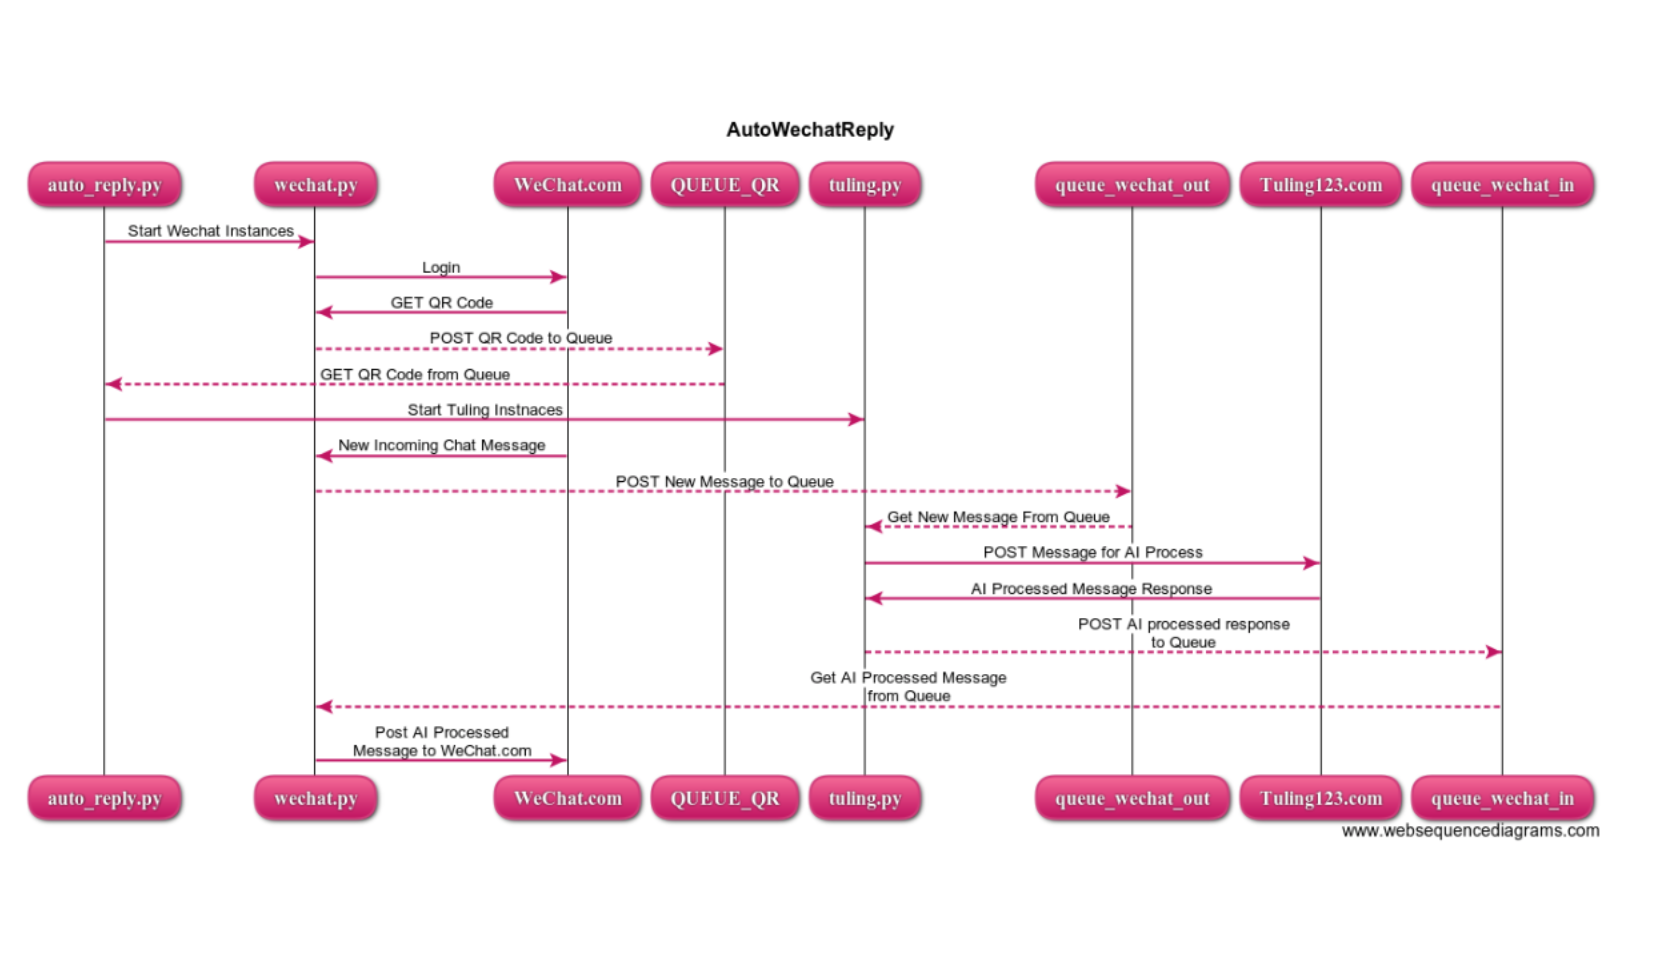 AutoWechatReply
auto_reply.py
wechat.py
WeChat.com
QUEUE_QR
tuling.py
queue_wechat_out
Tuling123.com
queue_wechat_in
Start Wechat Instances
Login
GET QR Code
POST QR Code to Queue
GET QR Code from Queue
Start Tuling Instnaces
New Incoming Chat Message
POST New Message to Queue
Get New Message From Queue
POST Message for AI Process
AI Processed Message Response
POST AI processed response
to Queue
Get AI Processed Message
from Queue
Post AI Processed
Message to WeChat.com
auto_reply.py
wechat.py
WeChat.com
QUEUE_QR
tuling.py
queue_wechat_out
Tuling123.com
queue_wechat_in
www.websequencediagrams.com